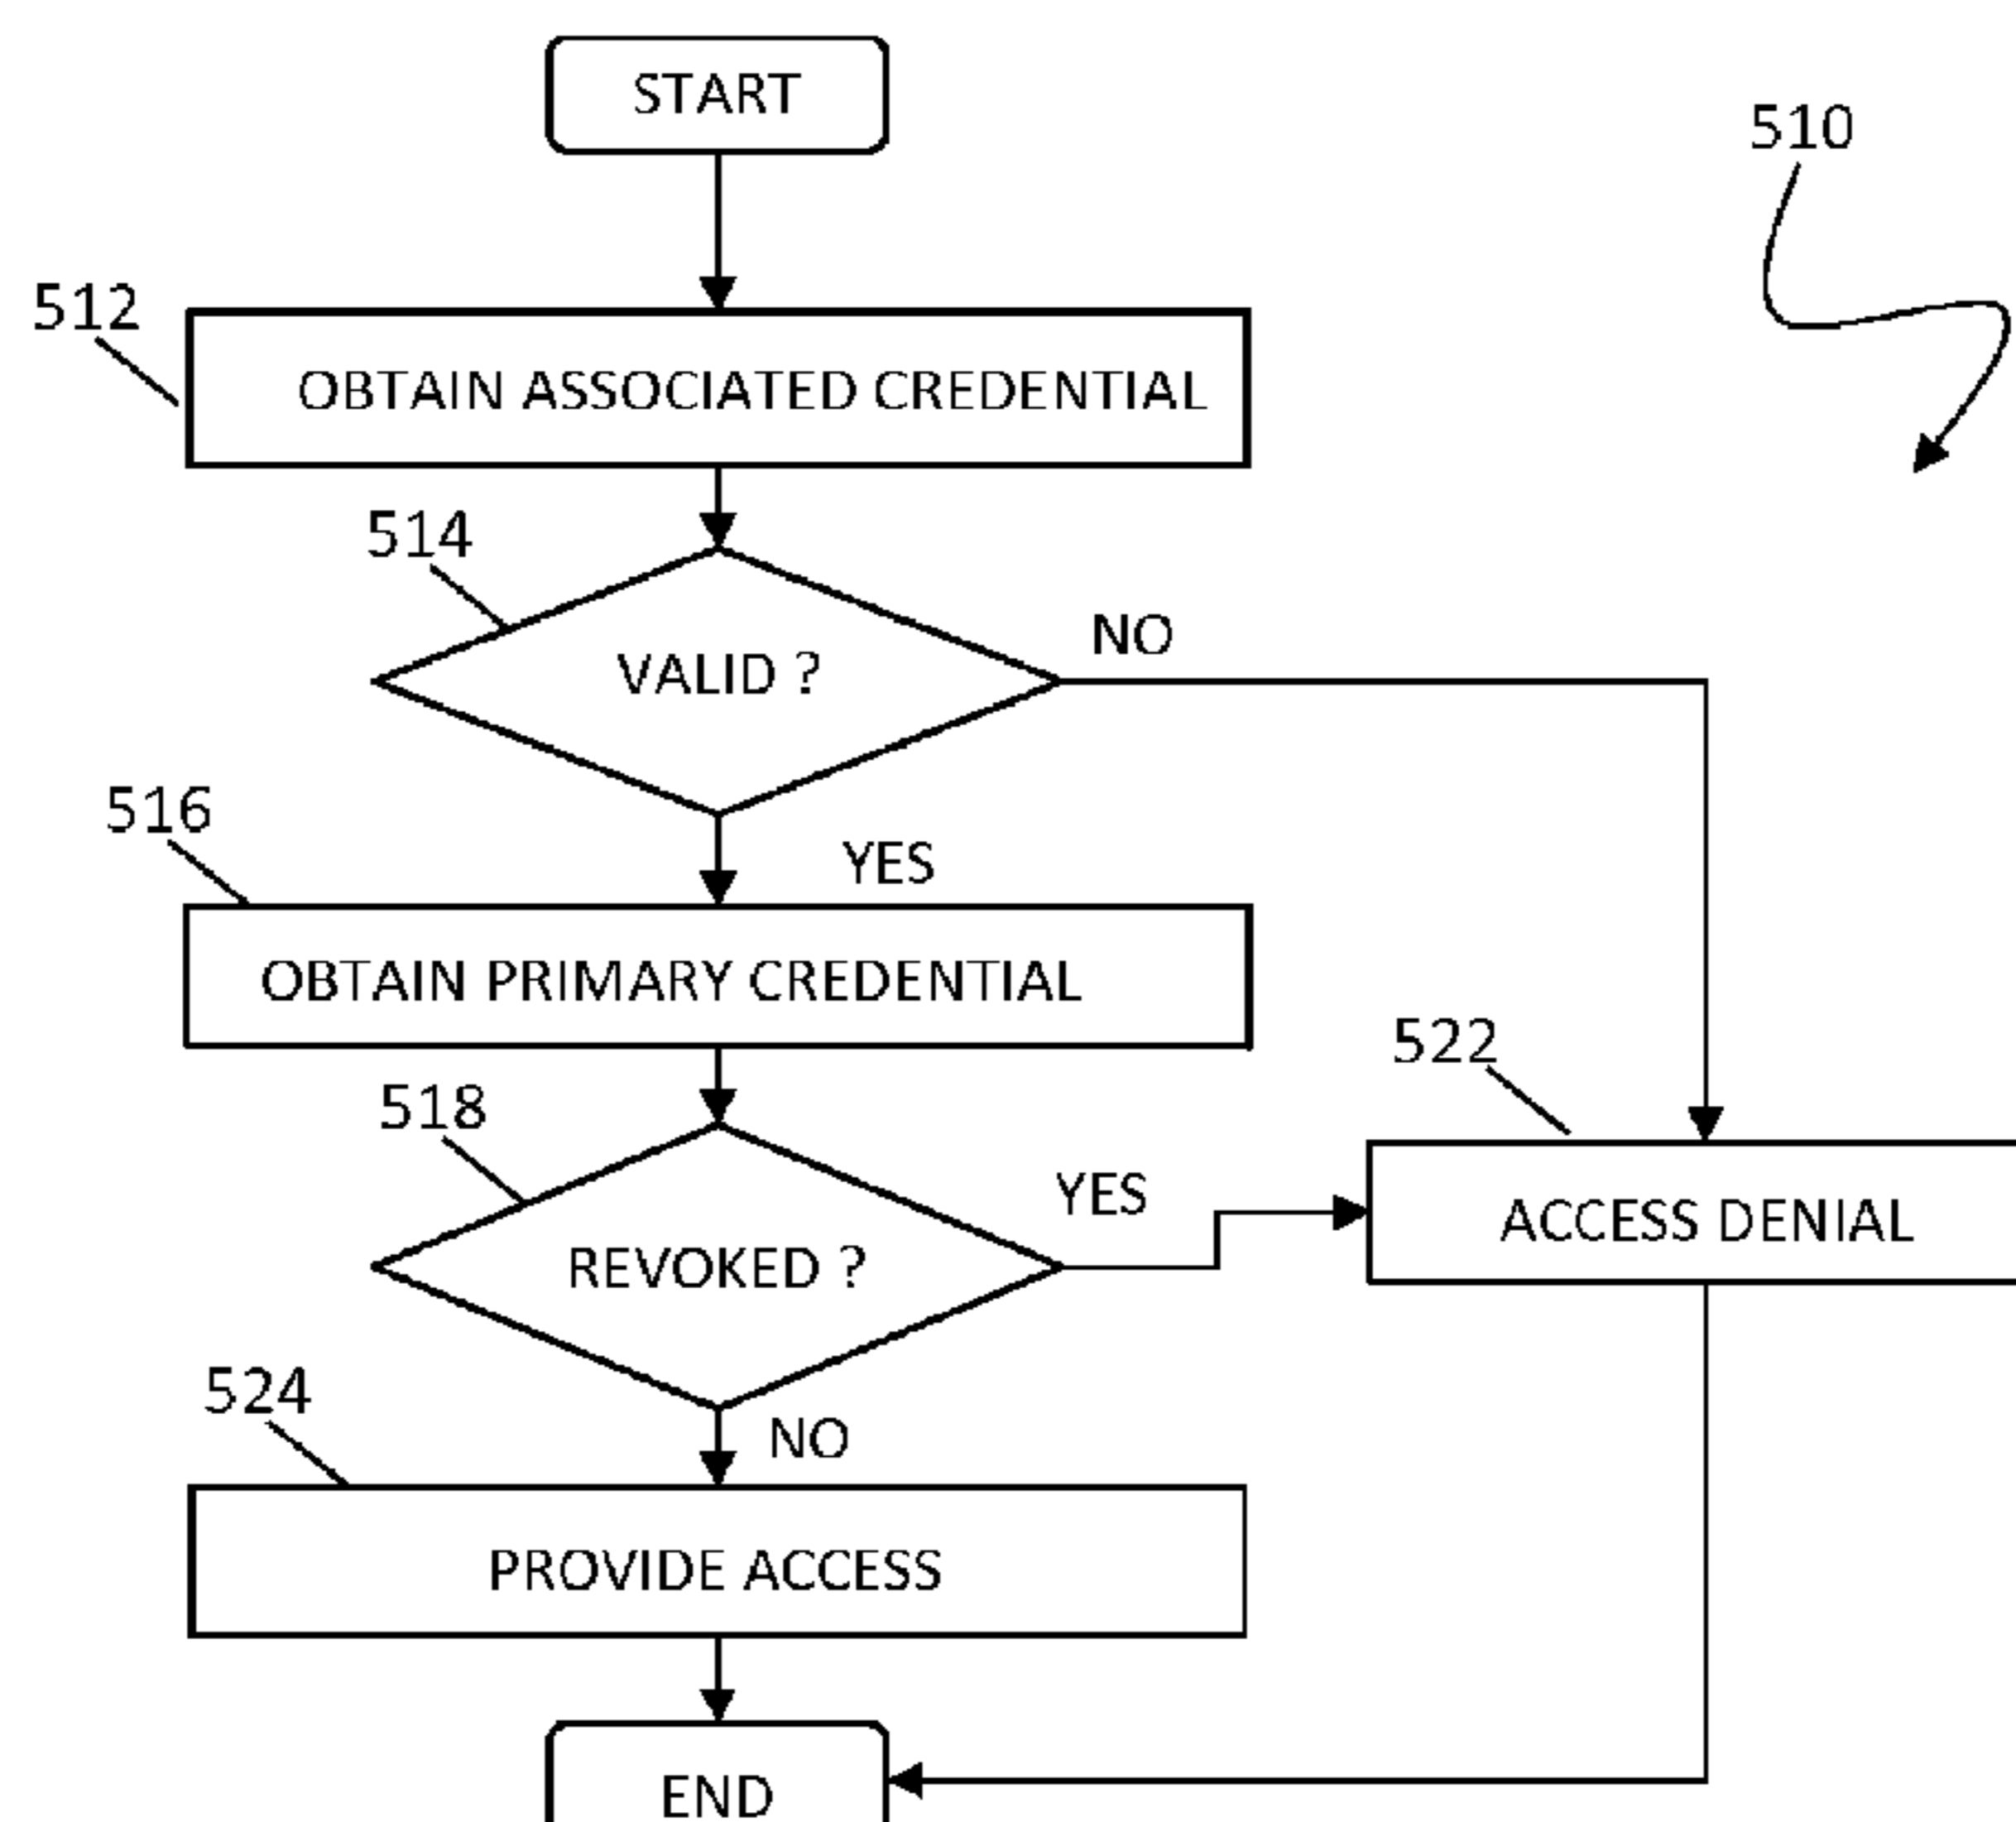 START
510
512
OBTAIN ASSOCIATED CREDENTIAL
514
VALID ?
NO
516
YES
OBTAIN PRIMARY CREDENTIAL
522
518
YES
ACCESS DENIAL
REVOKED ?
524
NO
PROVIDE ACCESS
END